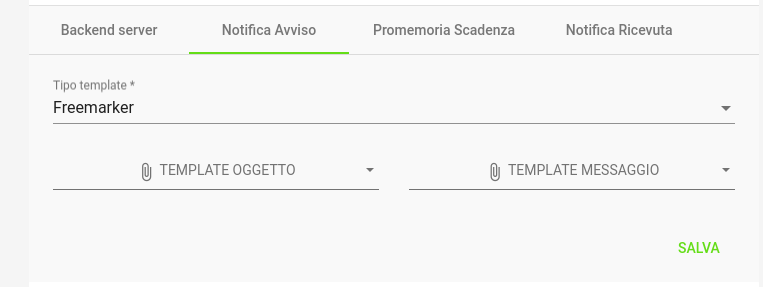 Backend server Notifica Avviso Promemoria Scadenza Notifica Ricevuta
Tipo template *
Freemarker
TEMPLATE OGGETTO TEMPLATE MESSAGGIO
SALVA